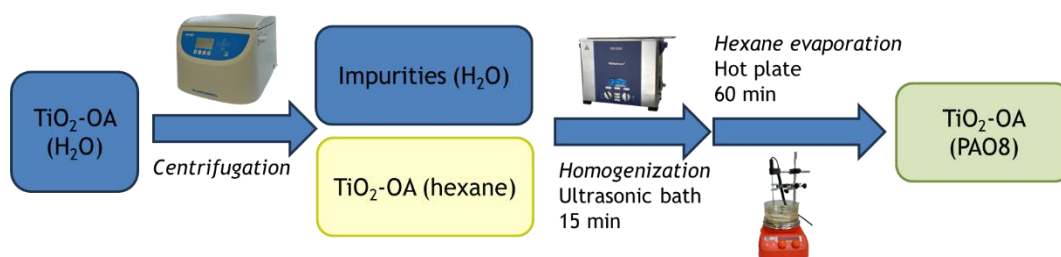 TiO₂-OA
(H₂O)
Centrifugation
Impurities (H₂O)
TiO₂-OA (hexane)
Homogenization
Ultrasonic bath
15 min
Hexane evaporation
Hot plate
60 min
TiO₂-OA
(PAO8)